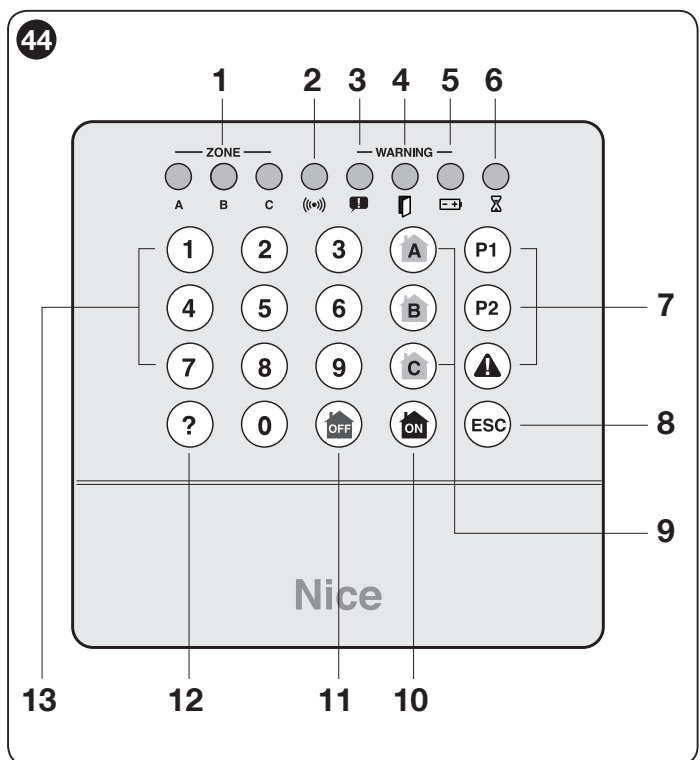 44
1 2 3 4 5 6
ZONE WARNING
A B C
1 2 3 A P1
4 5 6 B P2 7
7 8 9 C
? 0 OFF ON ESC 8
9
Nice
13 12 11 10